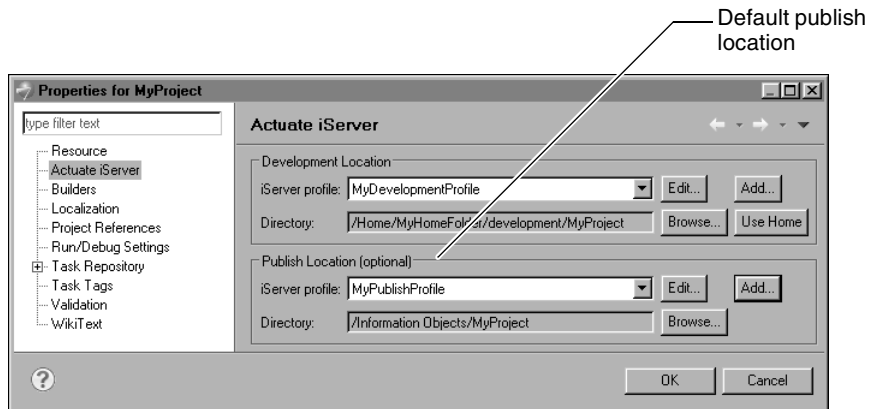 Default publish
location
Properties for MyProject
type filter text
Resource
Actuate iServer
Builders
Localization
Project References
Run/Debug Settings
Task Repository
Task Tags
Validation
WikiText
Actuate iServer
Development Location
iServer profile: MyDevelopmentProfile Edit... Add...
Directory: /Home/MyHomeFolder/development/MyProject Browse... Use Home
Publish Location (optional)
iServer profile: MyPublishProfile Edit... Add...
Directory: /Information Objects/MyProject Browse...
OK Cancel